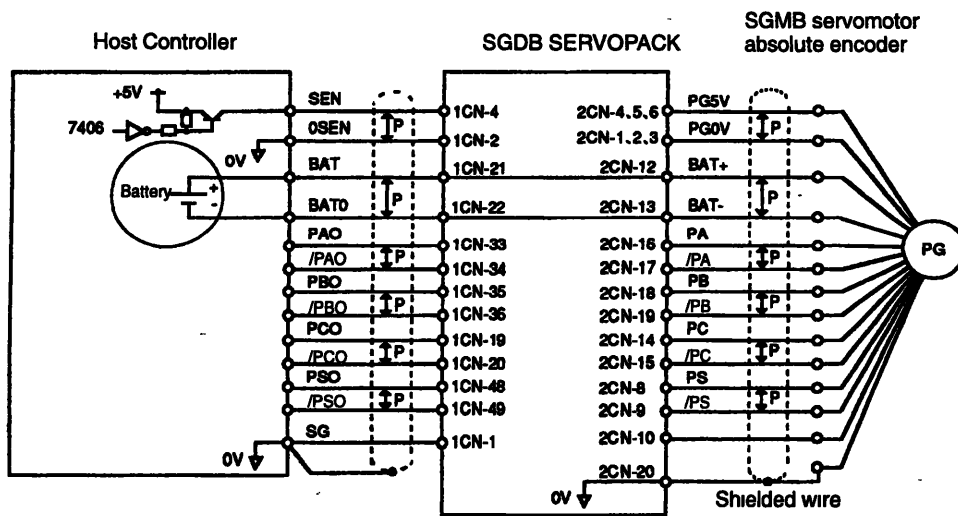 Host Controller
SGDB SERVOPACK
SGMB servomotor
absolute encoder
+5V
7406
0V
Battery
+
-
SEN
0SEN
BAT
BAT0
PAO
/PAO
PBO
/PBO
PCO
/PCO
PSO
/PSO
SG
0V
P
P
P
P
P
P
1CN-4
1CN-2
1CN-21
1CN-22
1CN-33
1CN-34
1CN-35
1CN-36
1CN-19
1CN-20
1CN-48
1CN-49
1CN-1
2CN-4.5.6
2CN-1.2.3
2CN-12
2CN-13
2CN-16
2CN-17
2CN-18
2CN-19
2CN-14
2CN-15
2CN-8
2CN-9
2CN-10
2CN-20
0V
PG5V
PG0V
BAT+
BAT-
PA
/PA
PB
/PB
PC
/PC
PS
/PS
P
P
P
P
P
P
PG
Shielded wire